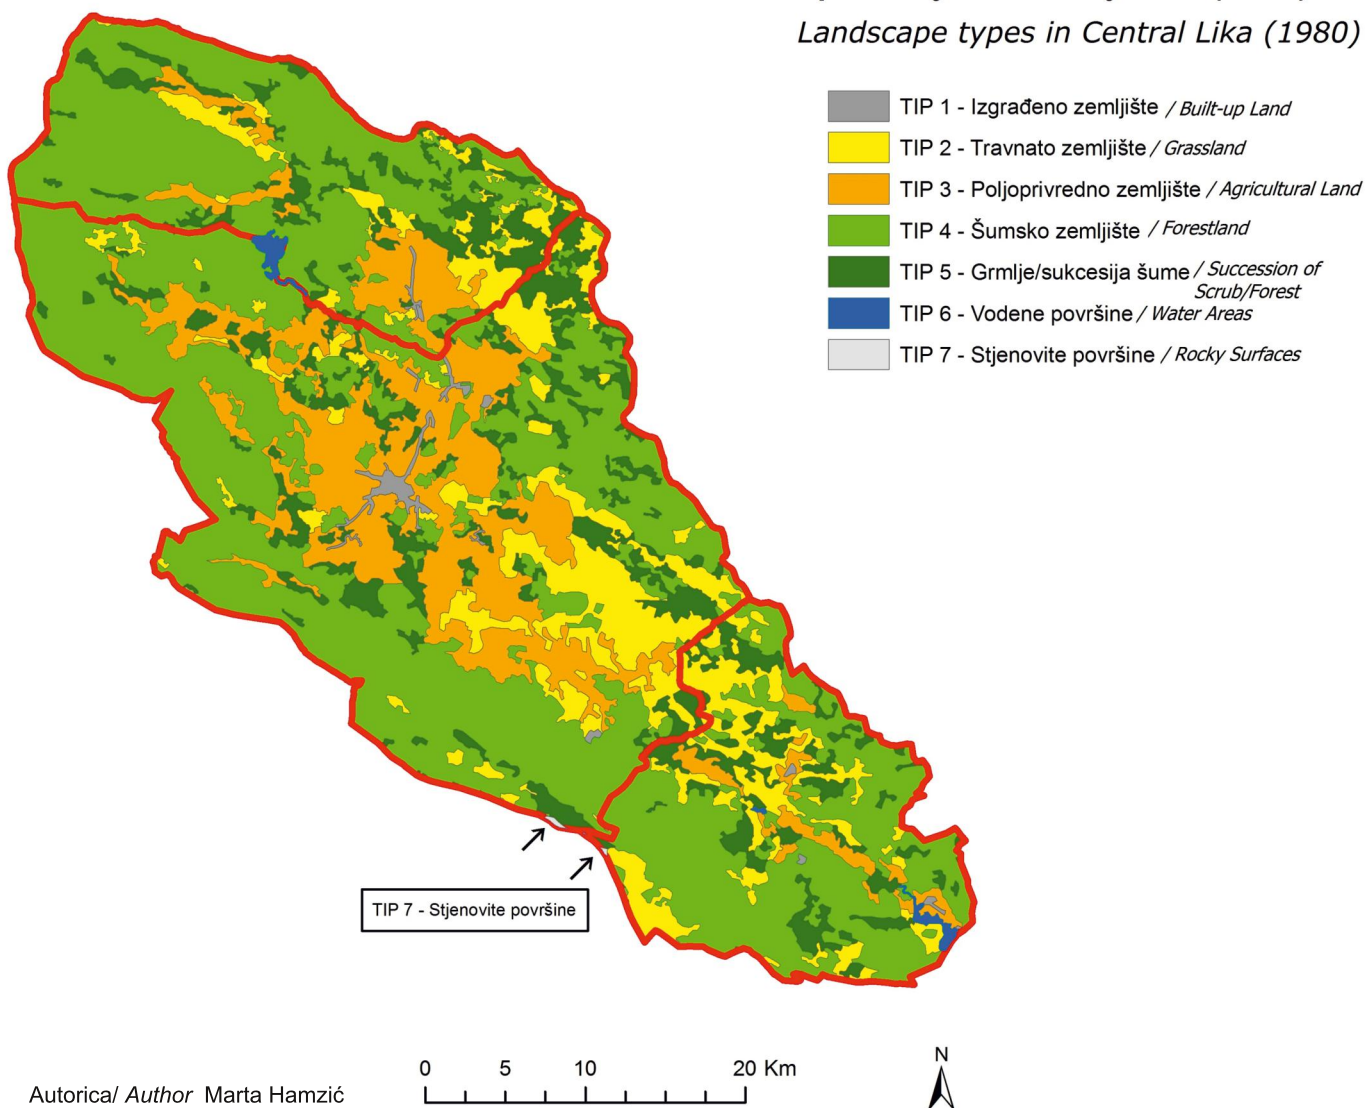 Landscape types in Central Lika (1980)
TIP 1 - Izgrađeno zemljište / Built-up Land
TIP 2 - Travnato zemljište / Grassland
TIP 3 - Poljoprivredno zemljište / Agricultural Land
TIP 4 - Šumsko zemljište / Forestland
TIP 5 - Grmlje/sukcesija šume / Succession of
Scrub/Forest
TIP 6 - Vodene površine / Water Areas
TIP 7 - Stjenovite površine / Rocky Surfaces
TIP 7 - Stjenovite površine
0 5 10 20 Km
N
Autorica/ Author Marta Hamzić